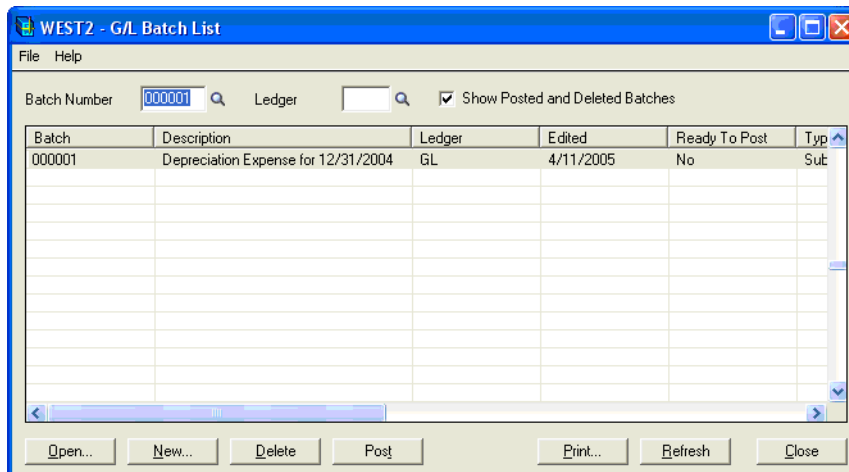 WEST2 - G/L Batch List
File Help
Batch Number 000001 Ledger Show Posted and Deleted Batches
Batch Description Ledger Edited Ready To Post Typ
000001 Depreciation Expense for 12/31/2004 GL 4/11/2005 No Sub
Open... New... Delete Post Print... Refresh Close